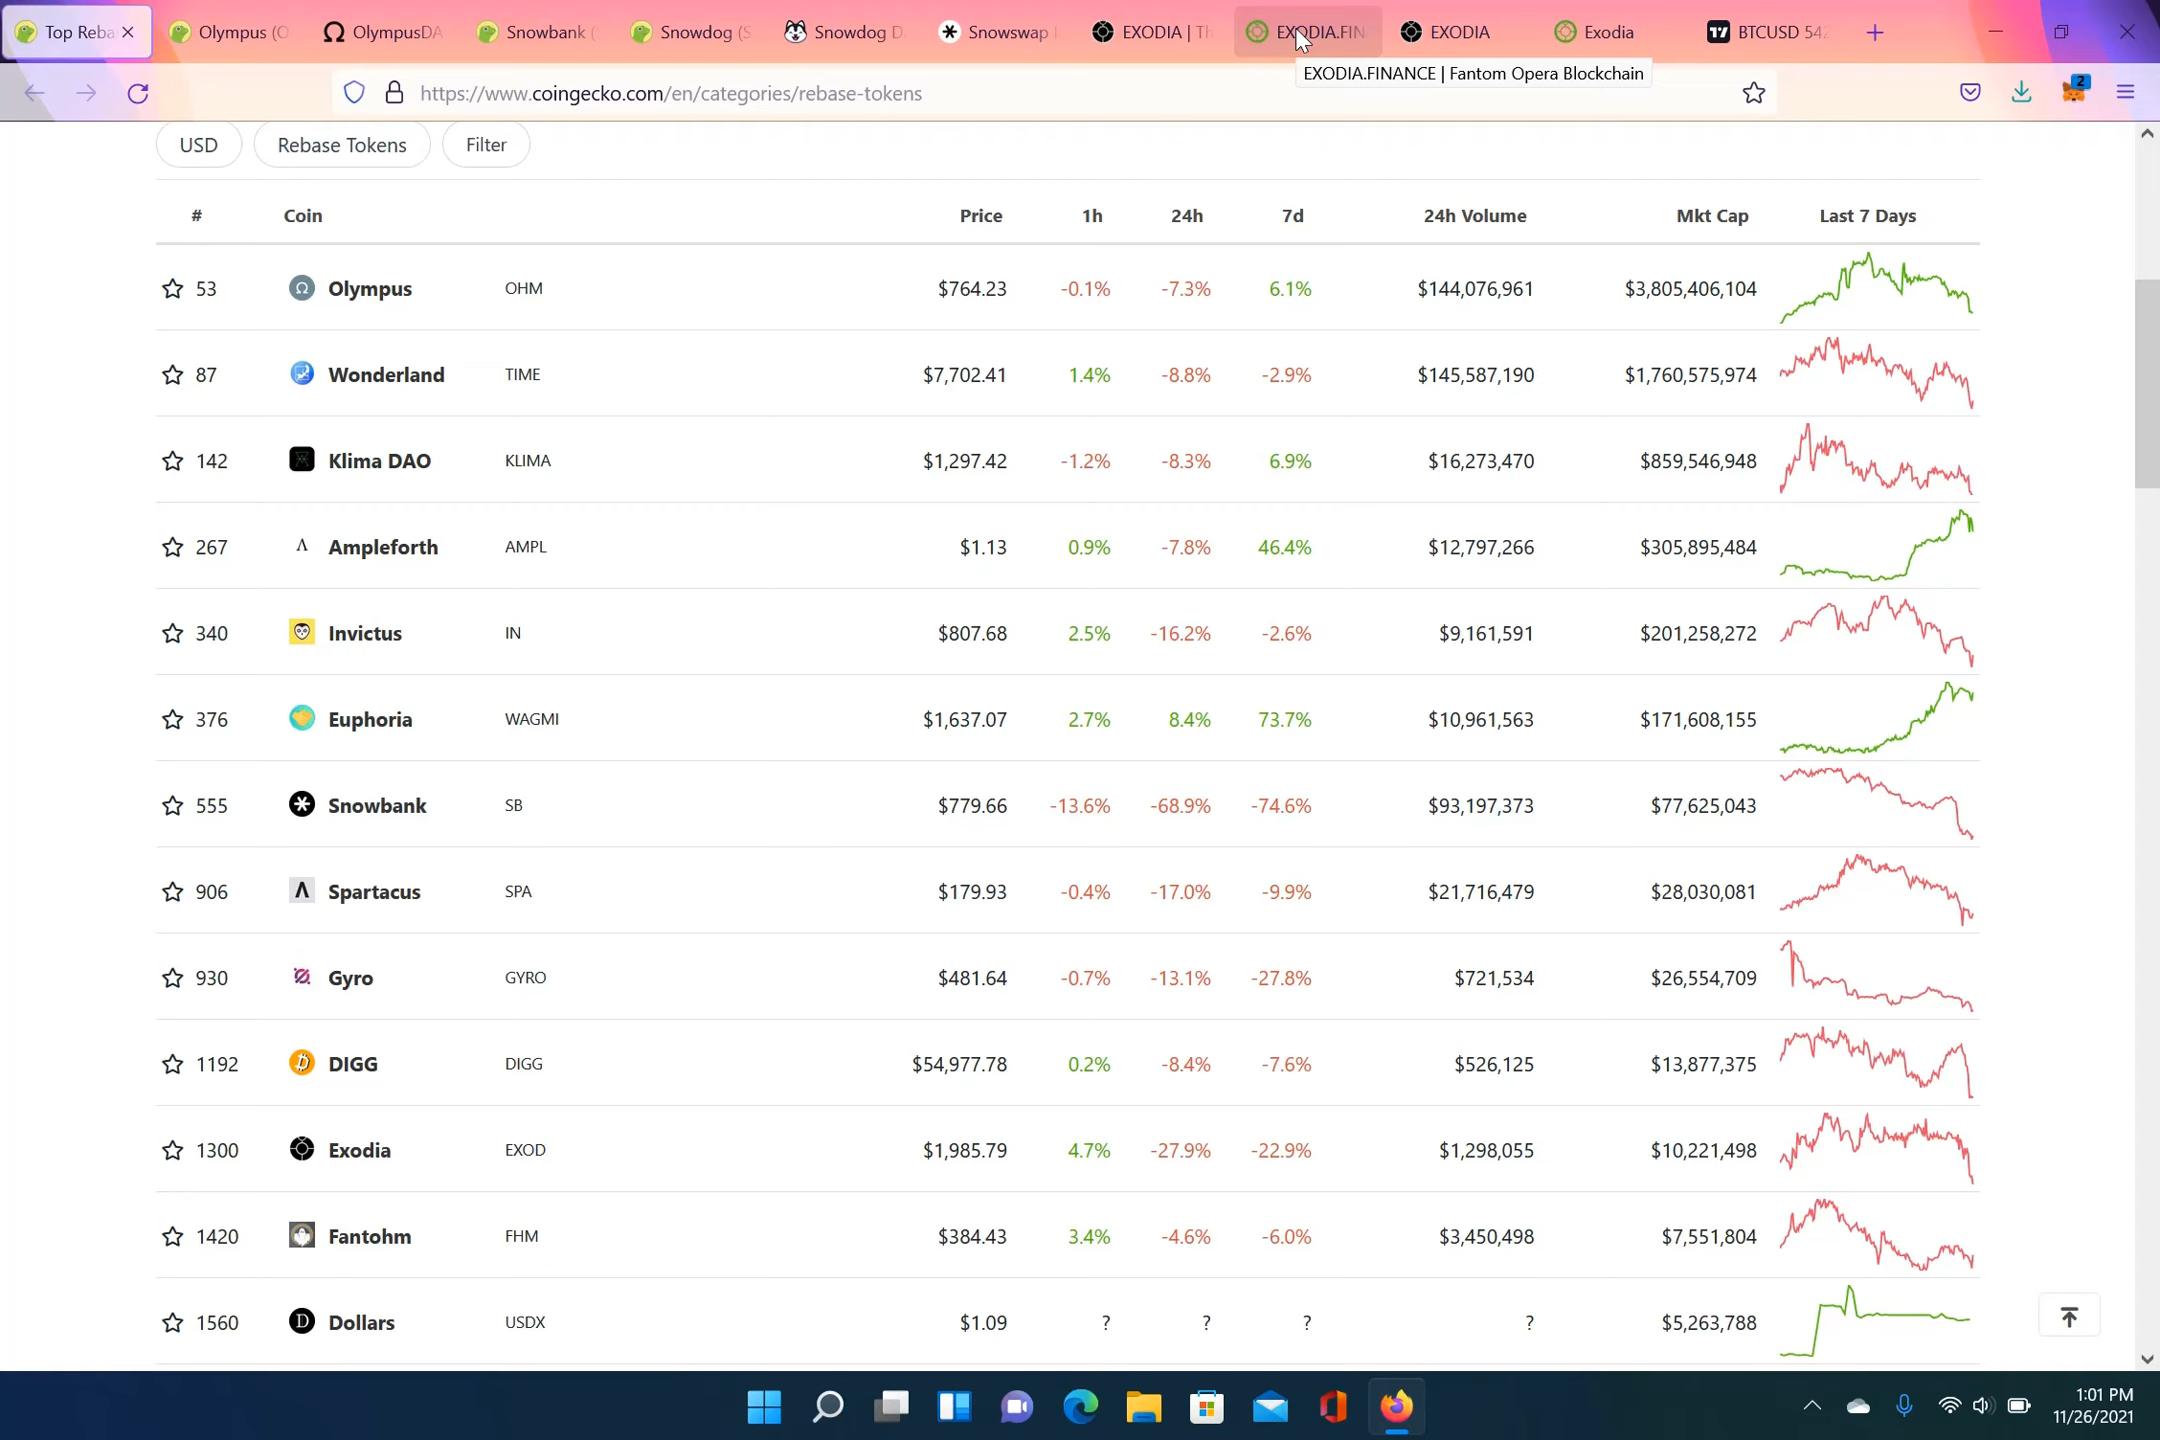 Top Reba
Olympus (O
OlympusDA
Snowbank (
Snowdog (S
Snowdog D
Snowswap
EXODIA | Th
EXODIA.FIN
EXODIA
Exodia
BTCUSD 542
EXODIA.FINANCE | Fantom Opera Blockchain
https://www.coingecko.com/en/categories/rebase-tokens
2
USD Rebase Tokens Filter
# Coin Price 1h 24h 7d 24h Volume Mkt Cap Last 7 Days
53 Olympus OHM $764.23 -0.1% -7.3% 6.1% $144,076,961 $3,805,406,104
87 Wonderland TIME $7,702.41 1.4% -8.8% -2.9% $145,587,190 $1,760,575,974
142 Klima DAO KLIMA $1,297.42 -1.2% -8.3% 6.9% $16,273,470 $859,546,948
267 Ampleforth AMPL $1.13 0.9% -7.8% 46.4% $12,797,266 $305,895,484
340 Invictus IN $807.68 2.5% -16.2% -2.6% $9,161,591 $201,258,272
376 Euphoria WAGMI $1,637.07 2.7% 8.4% 73.7% $10,961,563 $171,608,155
555 Snowbank SB $779.66 -13.6% -68.9% -74.6% $93,197,373 $77,625,043
906 Spartacus SPA $179.93 -0.4% -17.0% -9.9% $21,716,479 $28,030,081
930 Gyro GYRO $481.64 -0.7% -13.1% -27.8% $721,534 $26,554,709
1192 DIGG DIGG $54,977.78 0.2% -8.4% -7.6% $526,125 $13,877,375
1300 Exodia EXOD $1,985.79 4.7% -27.9% -22.9% $1,298,055 $10,221,498
1420 Fantohm FHM $384.43 3.4% -4.6% -6.0% $3,450,498 $7,551,804
1560 Dollars USDX $1.09 ? ? ? ? $5,263,788
1:01 PM
11/26/2021